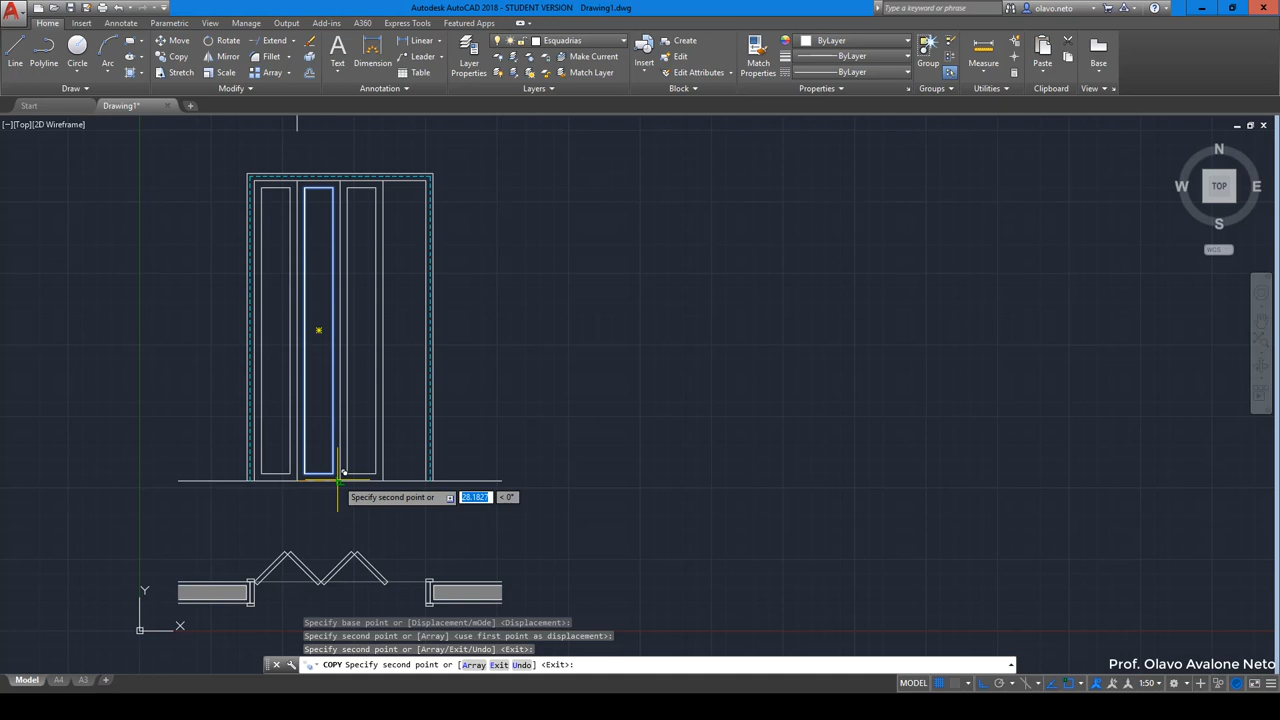 Autodesk AutoCAD 2018 - STUDENT VERSION Drawing1.dwg
Type a keyword or phrase
olavo.neto
Home Insert Annotate Parametric View Manage Output Add-ins A360 Express Tools Featured Apps
Line Polyline Circle Arc
Move Rotate Extend
Copy Mirror Fillet
Stretch Scale Array
Text Dimension
Linear
Leader
Table
Layer Properties
Esquadrias
Make Current
Match Layer
Insert
Create
Edit
Edit Attributes
Match Properties
ByLayer
ByLayer
ByLayer
Group Measure Paste Base
Draw Modify Annotation Layers Block Properties Groups Utilities Clipboard View
Start Drawing1*
[−][Top][2D Wireframe]
N
W TOP E
S
WCS
Specify second point or 28.1827 < 0°
Y
X
Specify base point or [Displacement/mOde] <Displacement>:
Specify second point or [Array] <use first point as displacement>:
Specify second point or [Array/Exit/Undo] <Exit>:
COPY Specify second point or [Array Exit Undo] <Exit>:
Prof. Olavo Avalone Neto
Model A4 A3
MODEL 1:50